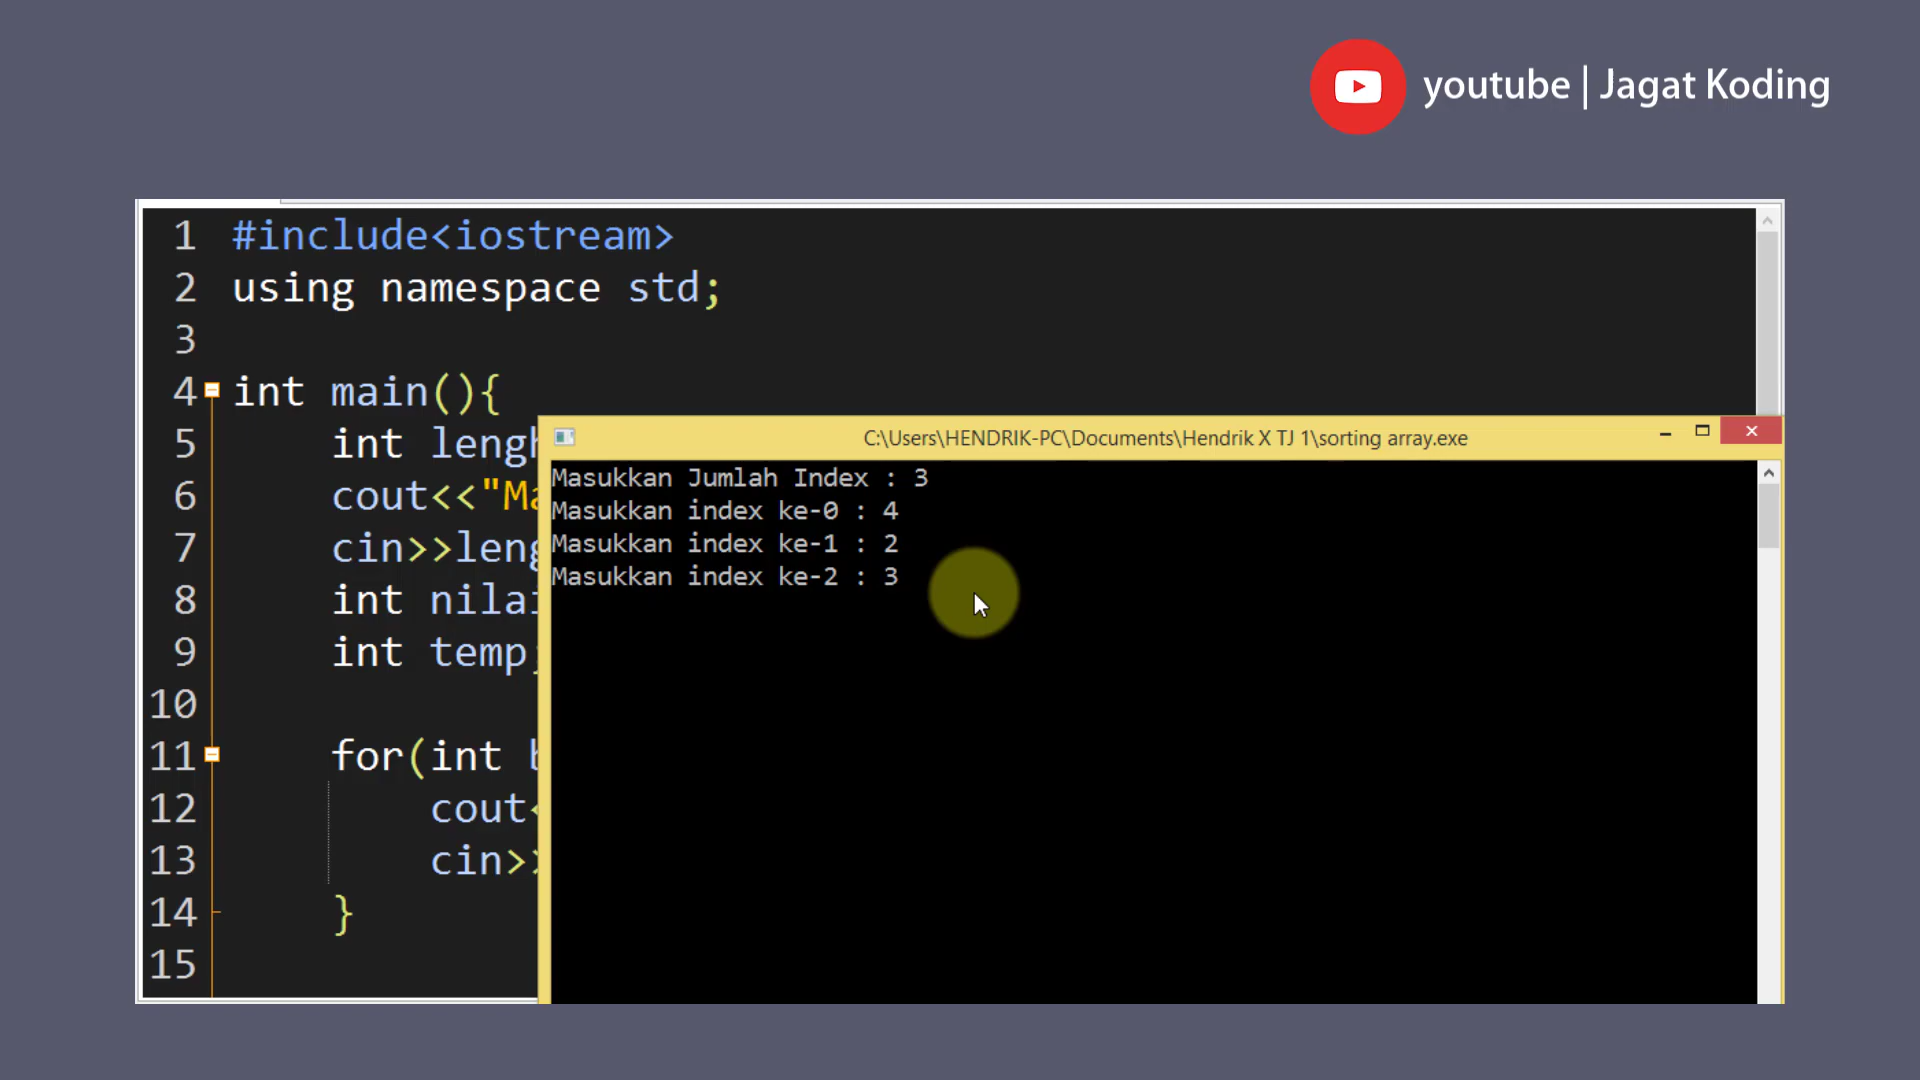 youtube | Jagat Koding
1 #include<iostream>
2 using namespace std;
3
4 int main(){
5 int lengh
6 cout<<"Ma
7 cin>>leng
8 int nilai
9 int temp;
10
11 for(int b
12 cout<
13 cin>>
14 }
15
C:\Users\HENDRIK-PC\Documents\Hendrik X TJ 1\sorting array.exe
Masukkan Jumlah Index : 3
Masukkan index ke-0 : 4
Masukkan index ke-1 : 2
Masukkan index ke-2 : 3